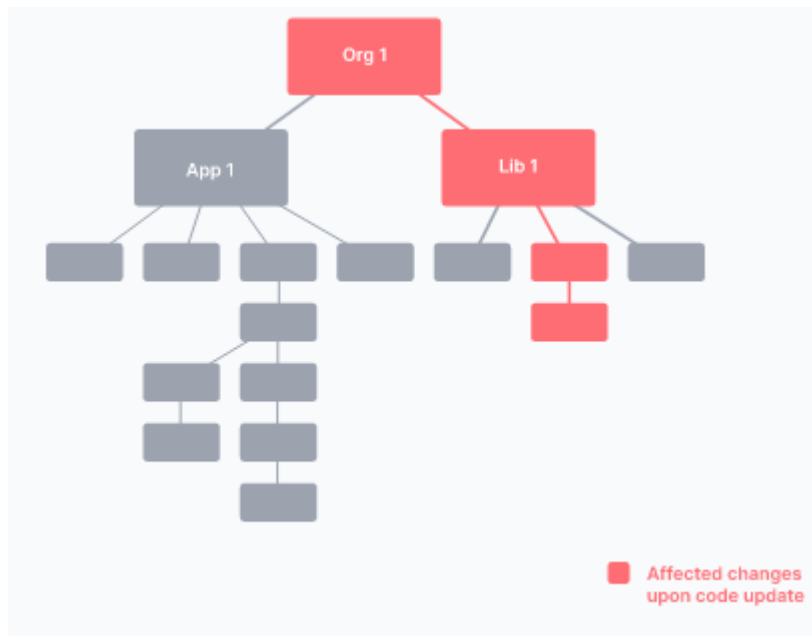 Org 1
App 1
Lib 1
Affected changes
upon code update